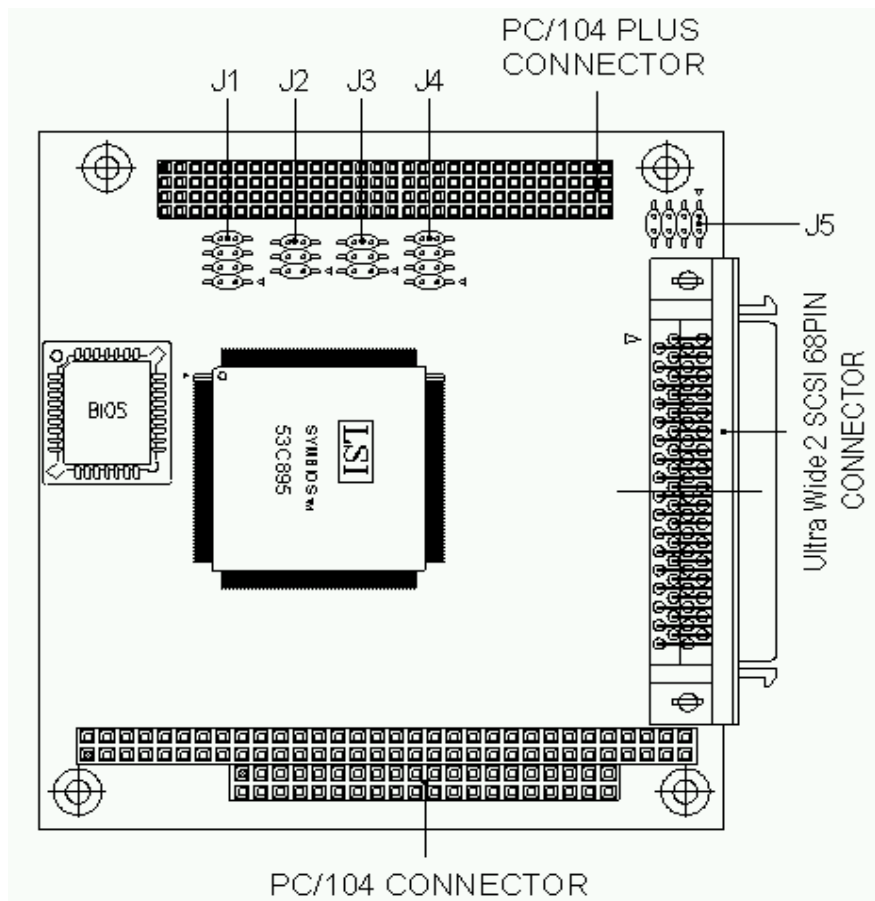 PC/104 PLUS
CONNECTOR
J1
J2
J3
J4
J5
BIOS
LSI
SYMBIOS™
53C895
Ultra Wide 2 SCSI 68PIN
CONNECTOR
PC/104 CONNECTOR